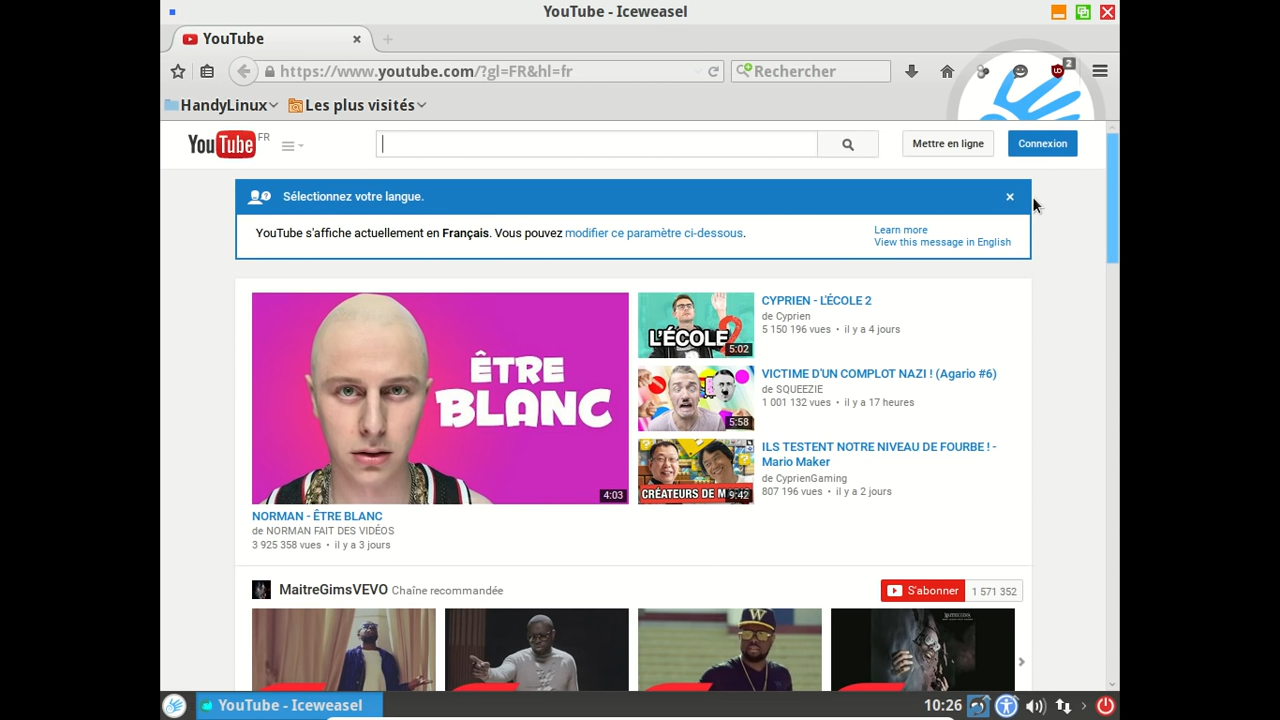 YouTube - Iceweasel
YouTube
https://www.youtube.com/?gl=FR&hl=fr
Rechercher
2
HandyLinux
Les plus visités
YouTube FR
Mettre en ligne
Connexion
Sélectionnez votre langue.
YouTube s'affiche actuellement en Français. Vous pouvez modifier ce paramètre ci-dessous.
Learn more
View this message in English
ÊTRE
BLANC
4:03
NORMAN - ÊTRE BLANC
de NORMAN FAIT DES VIDÉOS
3 925 358 vues • il y a 3 jours
L'ÉCOLE 2
5:02
CYPRIEN - L'ÉCOLE 2
de Cyprien
5 150 196 vues • il y a 4 jours
5:58
VICTIME D'UN COMPLOT NAZI ! (Agario #6)
de SQUEEZIE
1 001 132 vues • il y a 17 heures
CRÉATEURS DE M
9:42
ILS TESTENT NOTRE NIVEAU DE FOURBE ! -
Mario Maker
de CyprienGaming
807 196 vues • il y a 2 jours
MaitreGimsVEVO Chaîne recommandée
S'abonner
1 571 352
W
YouTube - Iceweasel
10:26